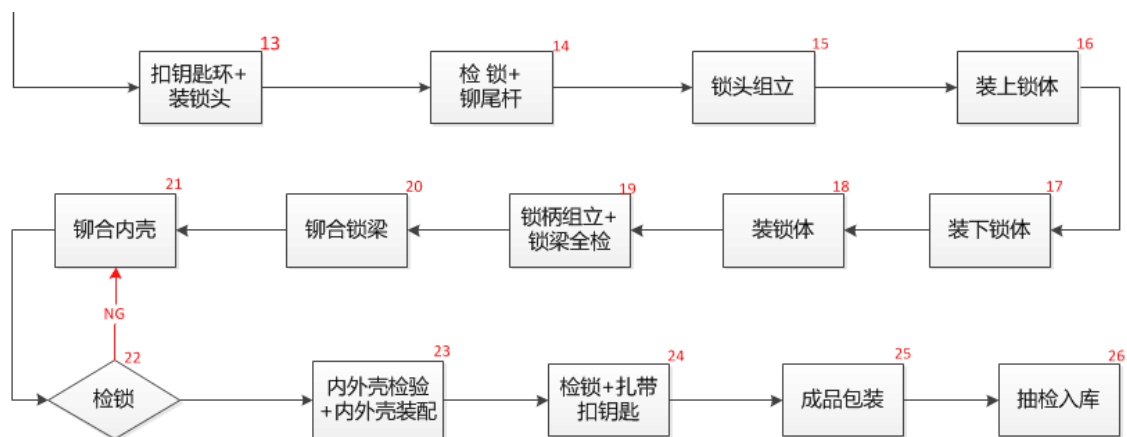 13
扣钥匙环+
装锁头
14
检 锁+
铆尾杆
15
锁头组立
16
装上锁体
17
装下锁体
18
装锁体
19
锁柄组立+
锁梁全检
20
铆合锁梁
21
铆合内壳
NG
22
检锁
23
内外壳检验
+内外壳装配
24
检锁+扎带
扣钥匙
25
成品包装
26
抽检入库